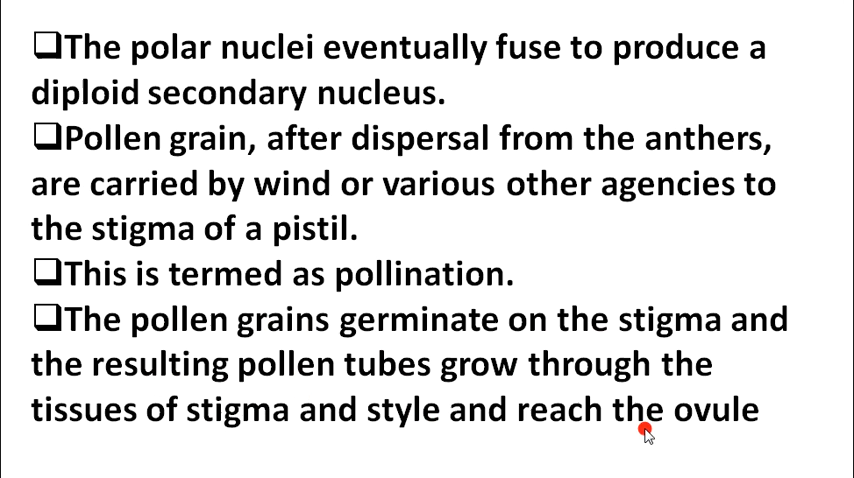 ❑The polar nuclei eventually fuse to produce a
diploid secondary nucleus.
❑Pollen grain, after dispersal from the anthers,
are carried by wind or various other agencies to
the stigma of a pistil.
❑This is termed as pollination.
❑The pollen grains germinate on the stigma and
the resulting pollen tubes grow through the
tissues of stigma and style and reach the ovule